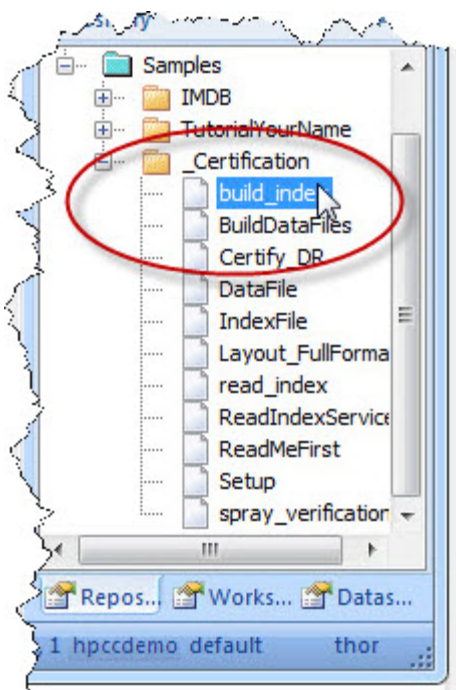 Samples
IMDB
TutorialYourName
_Certification
build_index
BuildDataFiles
Certify_DR
DataFile
IndexFile
Layout_FullForma
read_index
ReadIndexService
ReadMeFirst
Setup
spray_verification
Repos... Works... Datas...
1 hpccdemo default thor